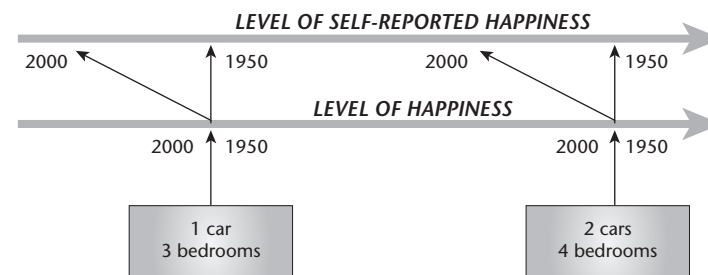 LEVEL OF SELF-REPORTED HAPPINESS
2000 1950 2000 1950
LEVEL OF HAPPINESS
2000 1950 2000 1950
1 car 2 cars
3 bedrooms 4 bedrooms